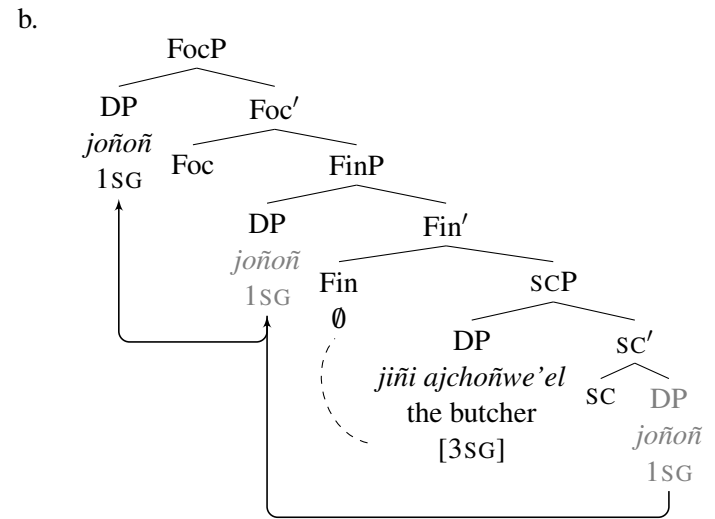 b.
FocP
DP
joñoñ
1SG
Foc′
Foc
FinP
DP
joñoñ
1SG
Fin′
Fin
∅
SCP
DP
jiñi ajchoñwe'el
the butcher
[3SG]
SC′
SC
DP
joñoñ
1SG